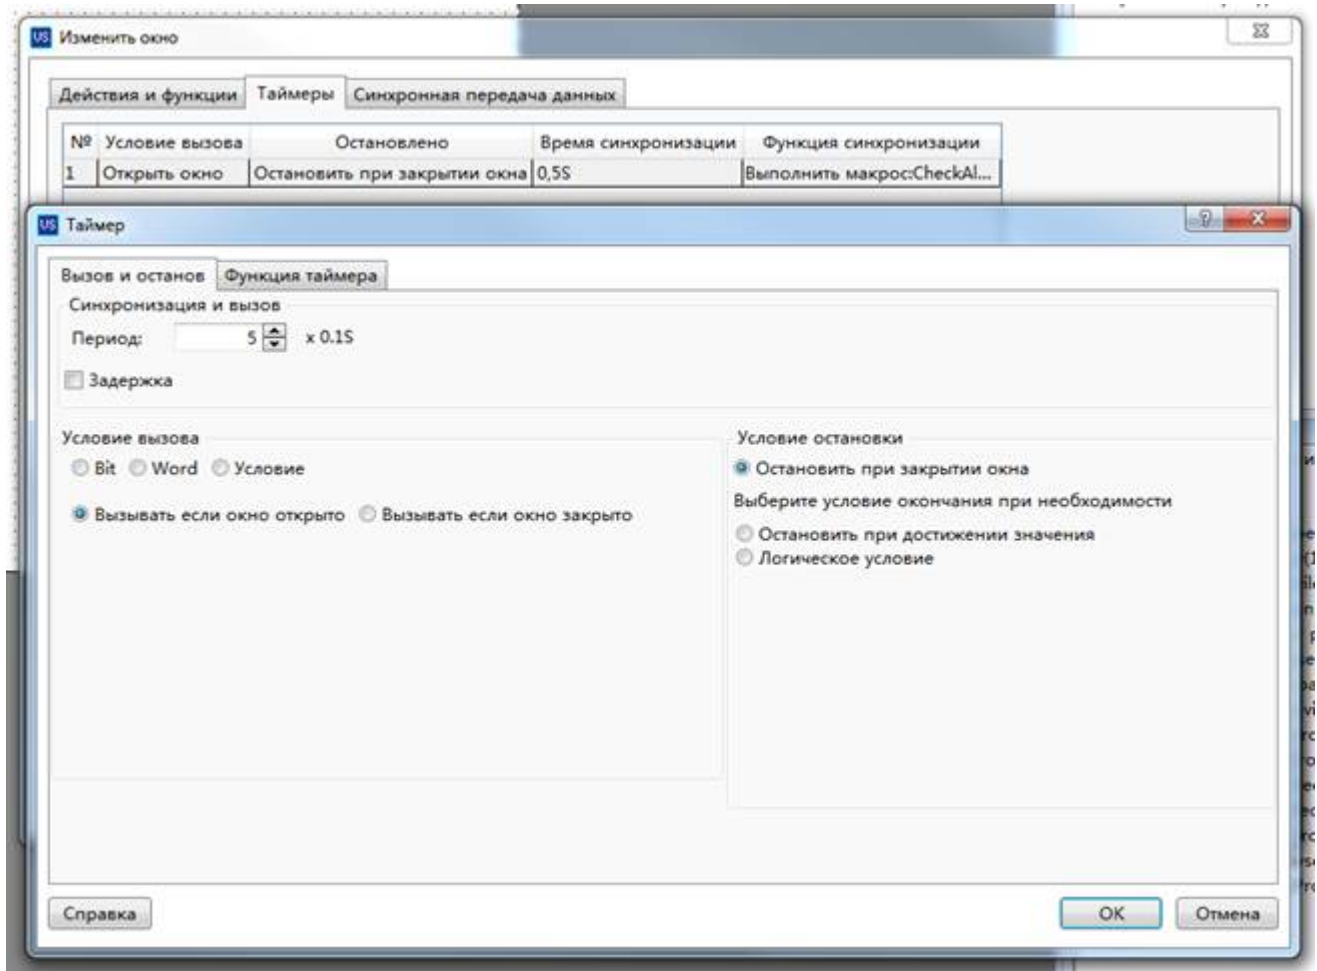 US Изменить окно
Действия и функции Таймеры Синхронная передача данных
№ Условие вызова Остановлено Время синхронизации Функция синхронизации
1 Открыть окно Остановить при закрытии окна 0,5S Выполнить макрос:CheckAl...
US Таймер
Вызов и останов Функция таймера
Синхронизация и вызов
Период: 5 x 0.1S
Задержка
Условие вызова Условие остановки
Bit Word Условие Остановить при закрытии окна
Выберите условие окончания при необходимости
Вызывать если окно открыто Вызывать если окно закрыто
Остановить при достижении значения
Логическое условие
Справка OK Отмена